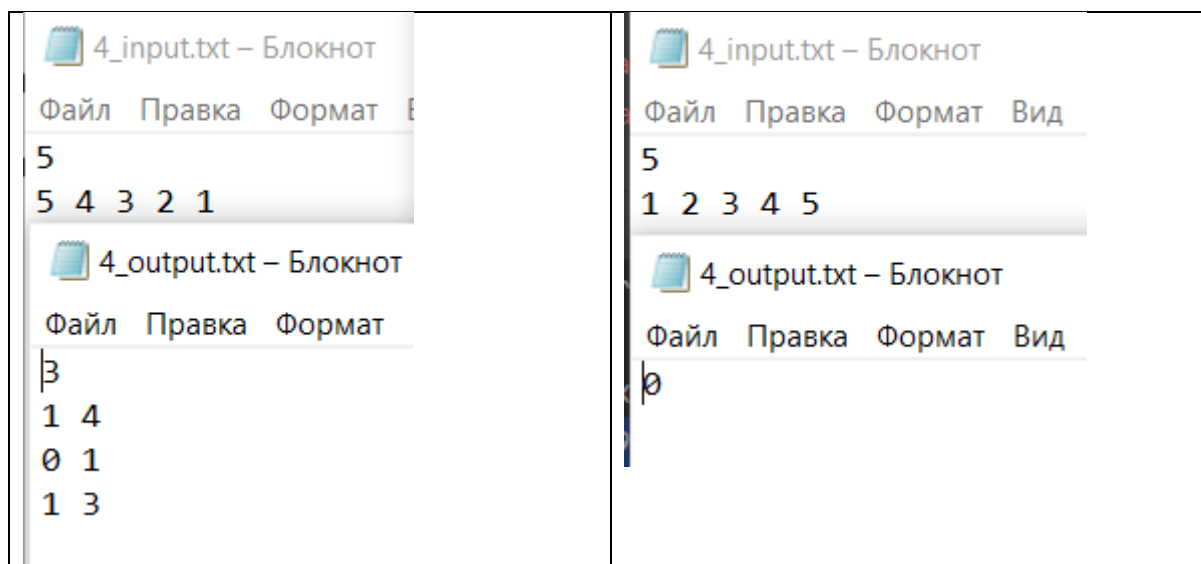 4_input.txt – Блокнот
Файл Правка Формат
5
5 4 3 2 1
4_output.txt – Блокнот
Файл Правка Формат
3
1 4
0 1
1 3
4_input.txt – Блокнот
Файл Правка Формат Вид
5
1 2 3 4 5
4_output.txt – Блокнот
Файл Правка Формат Вид
0